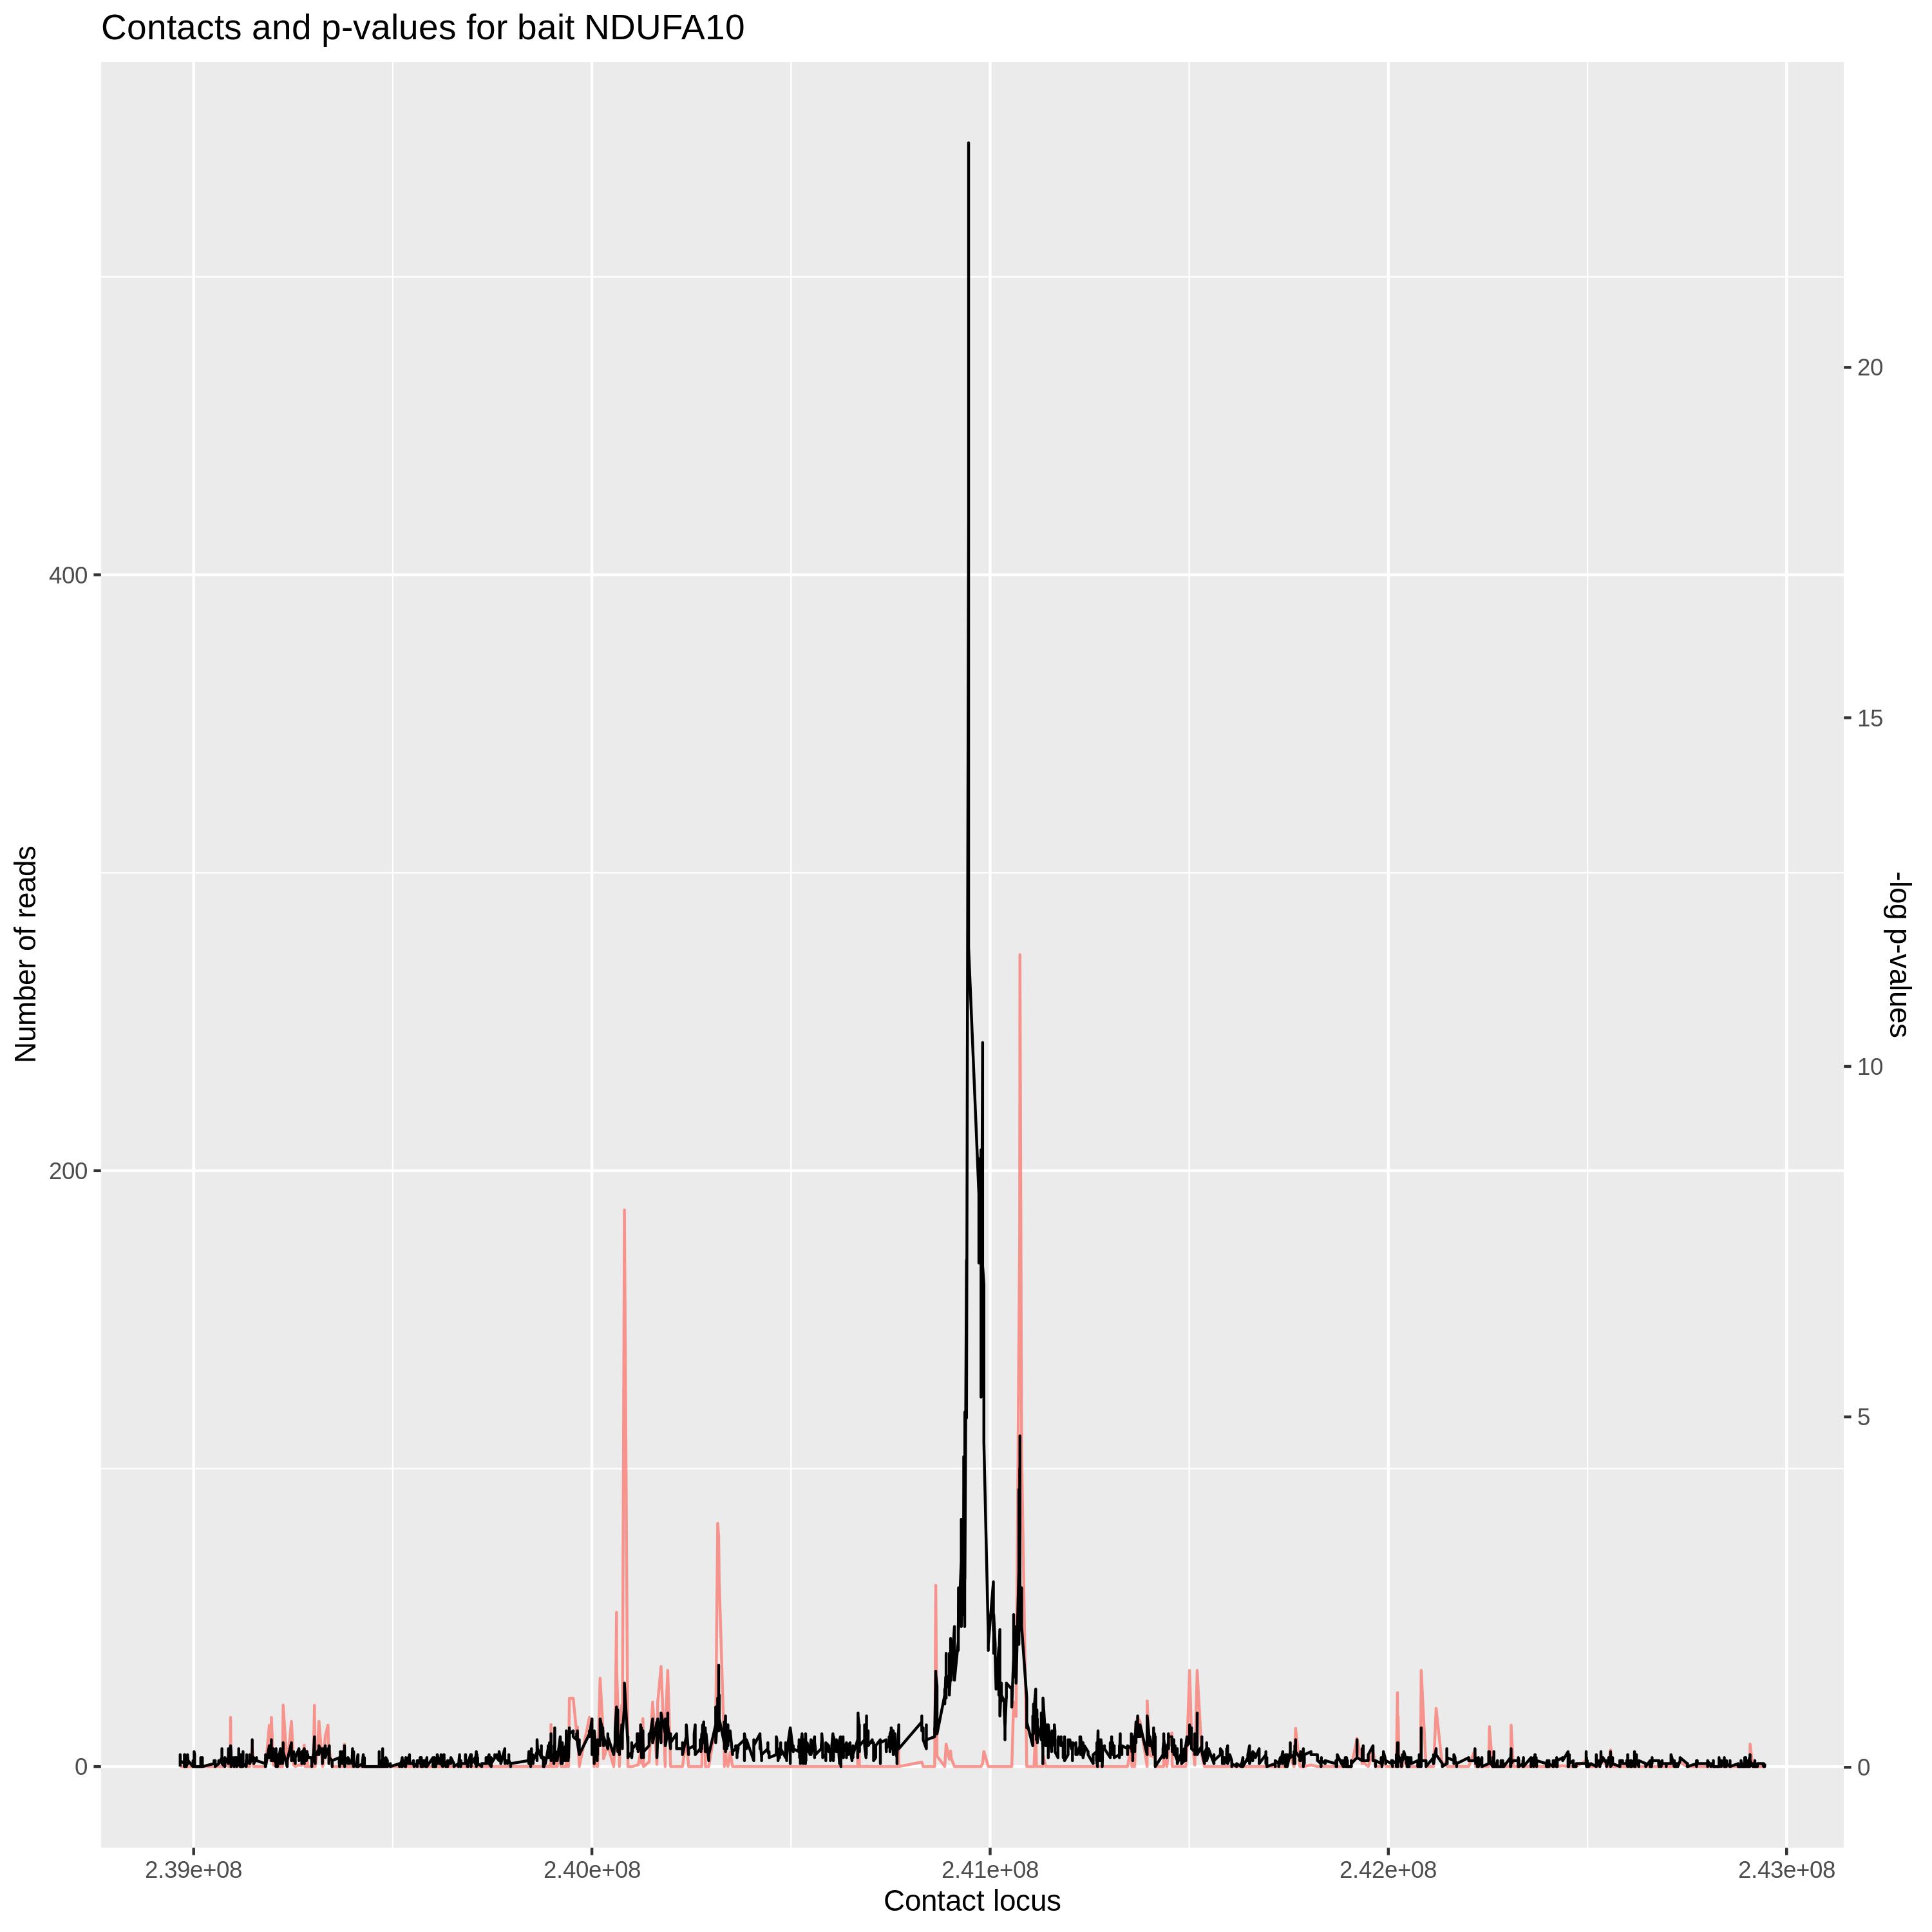 Contacts and p-values for bait NDUFA10
Number of reads
400
200
0
20
15
10
5
0
-log p-values
2.39e+08 2.40e+08 2.41e+08 2.42e+08 2.43e+08
Contact locus